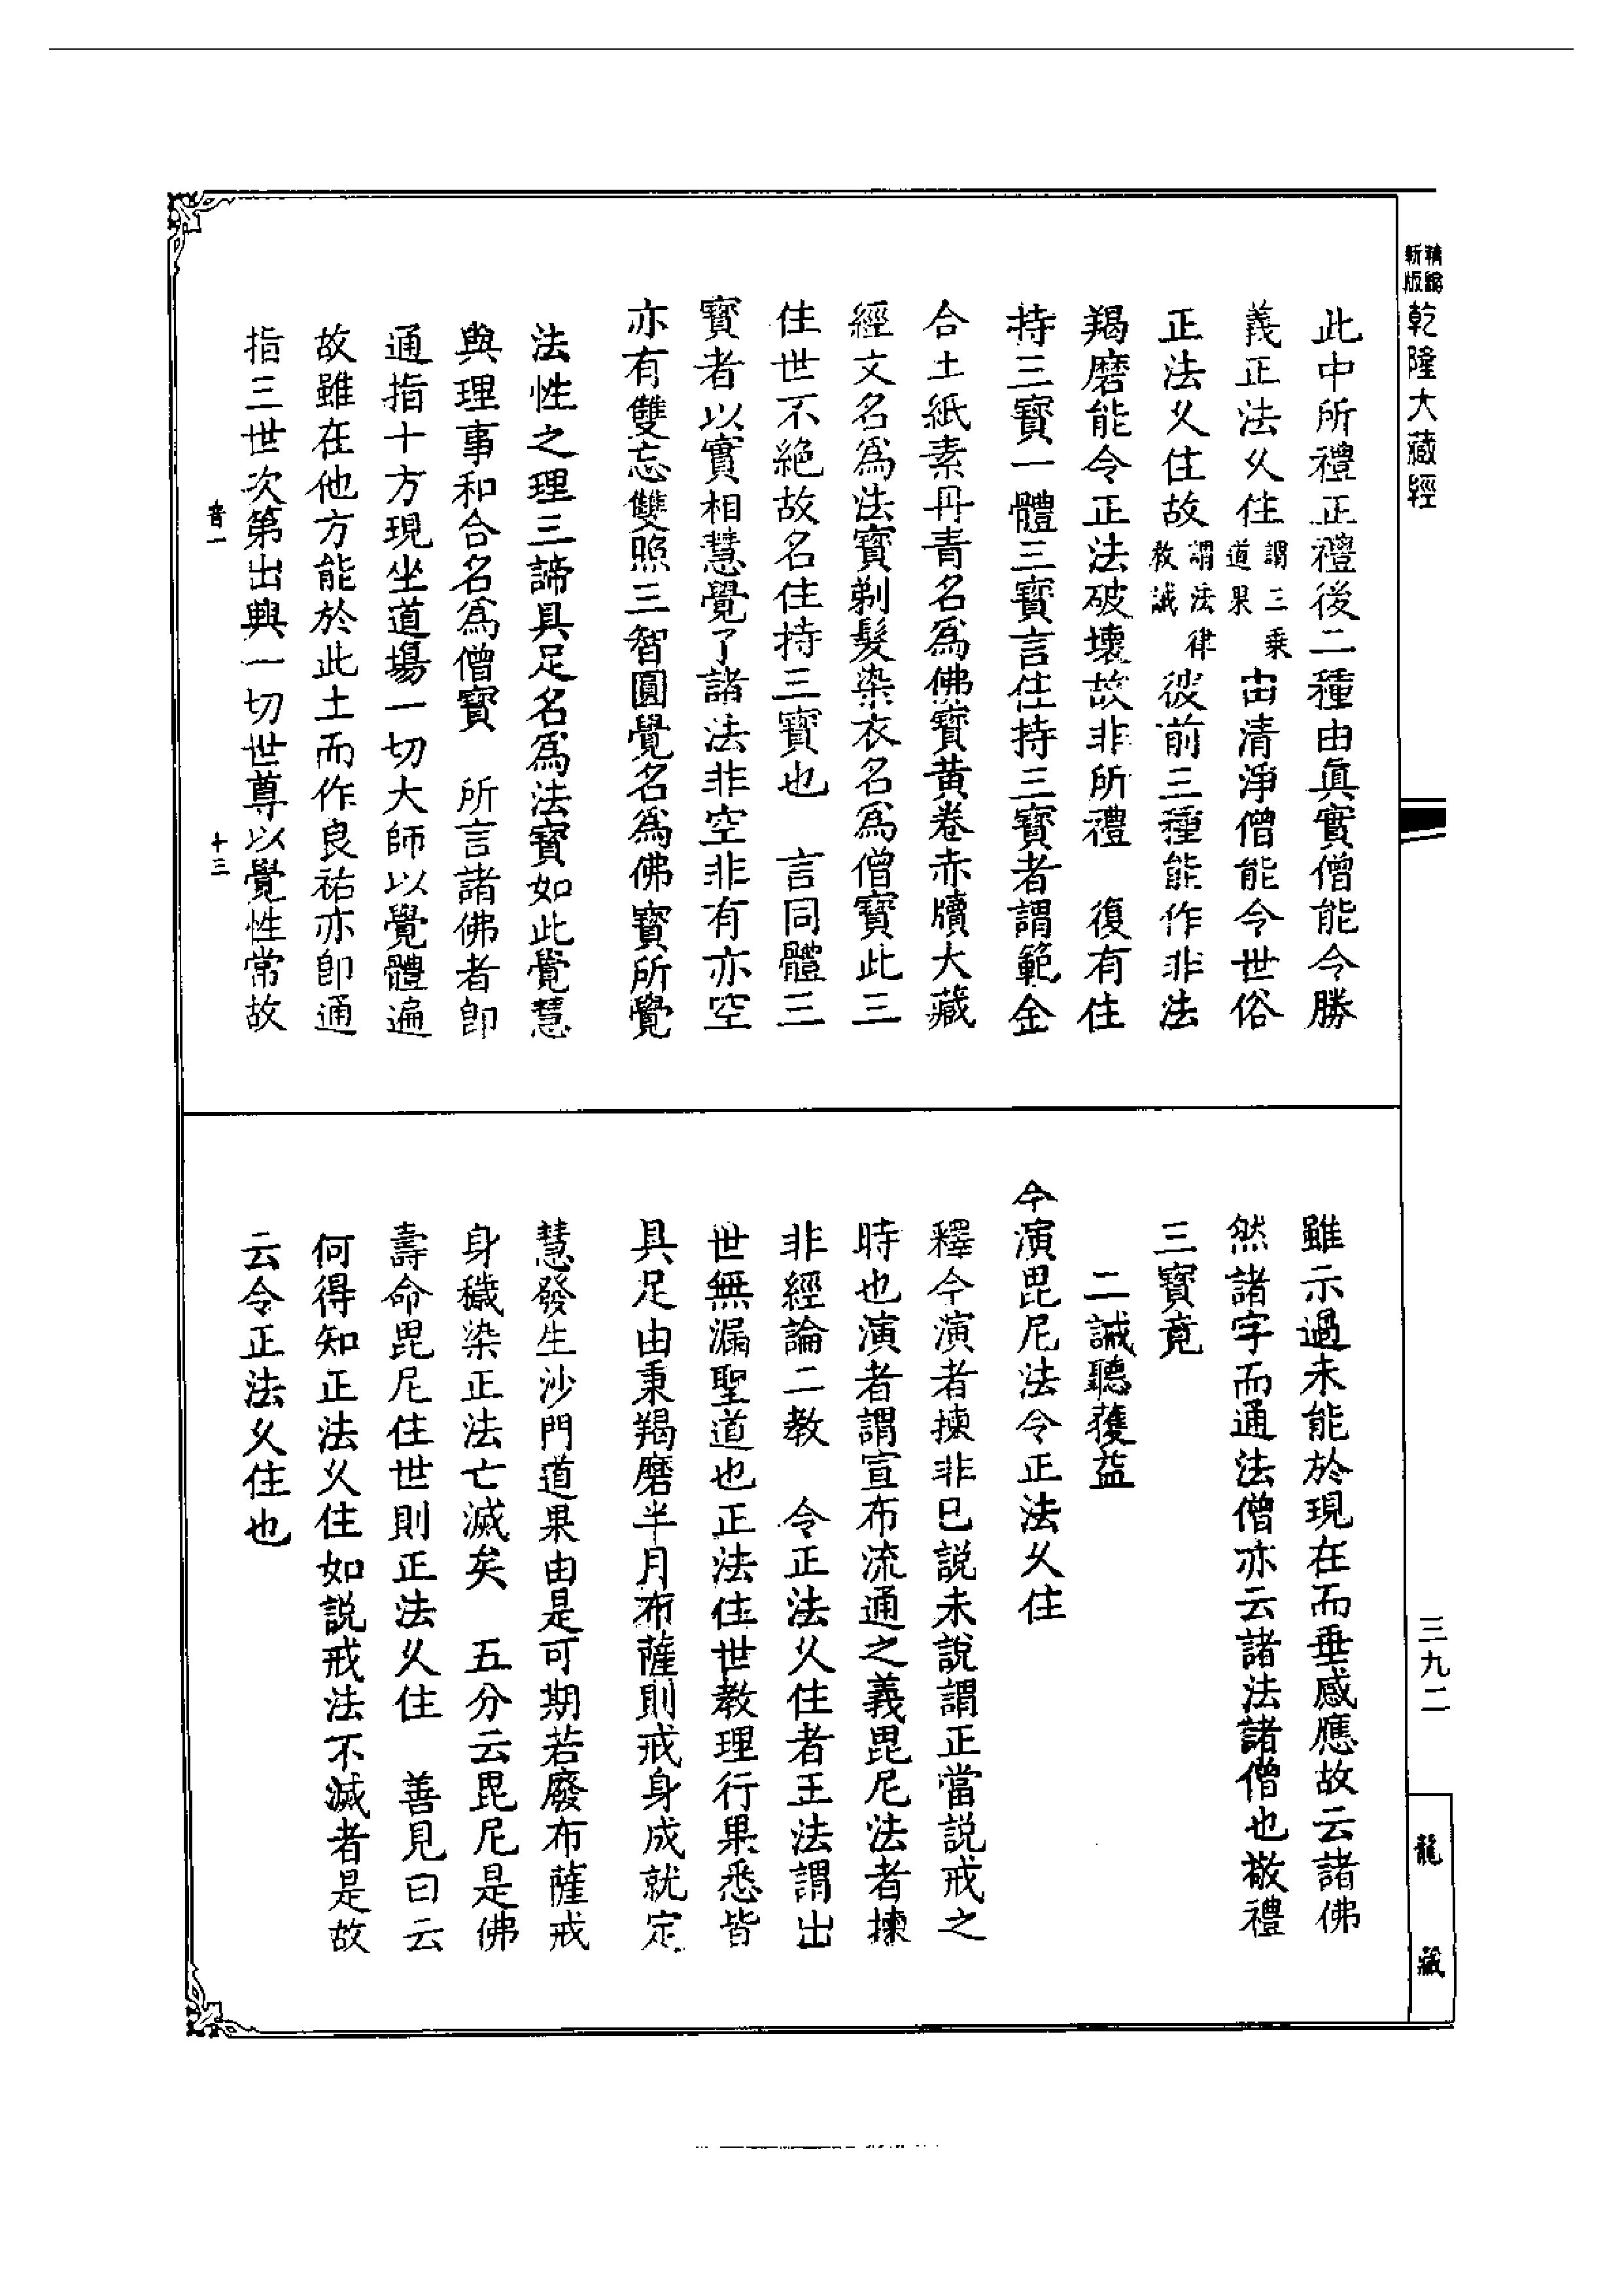 精編
新版
乾隆大藏經
此中所禮正禮後二種由眞實僧能令勝
義正法久住謂三乘道果由清淨僧能令世俗
正法久住故謂法律教誡彼前三種能作非法
羯磨能令正法破壞故非所禮　復有住
持三寶一體三寶言住持三寶者謂範金
合土紙素丹青名爲佛寶黄卷赤牘大藏
經文名爲法寶剃髮染衣名爲僧寶此三
住世不絶故名住持三寶也　言同體三
寶者以實相慧覺了諸法非空非有亦空
亦有雙忘雙照三智圓覺名爲佛寶所覺
法性之理三諦具足名爲法寶如此覺慧
與理事和合名爲僧寶　所言諸佛者卽
通指十方現坐道場一切大師以覺體遍
故雖在他方能於此土而作良祐亦卽通
指三世次第出興一切世尊以覺性常故
音一　十三
雖示過未能於現在而垂感應故云諸佛
然諸字而通法僧亦云諸法諸僧也敬禮
三寶竟
二誠聽獲益
今演毘尼法令正法久住
釋今演者揀非已説未說謂正當説戒之
時也演者謂宣布流通之義毘尼法者揀
非經論二教　令正法久住者正法謂出
世無漏聖道也正法住世教理行果悉皆
具足由秉羯磨半月布薩則戒身成就定
慧發生沙門道果由是可期若廢布薩戒
身穢染正法亡滅矣　五分云毘尼是佛
壽命毘尼住世則正法久住　善見曰云
何得知正法久住如説戒法不滅者是故
云令正法久住也
三九二
龍藏